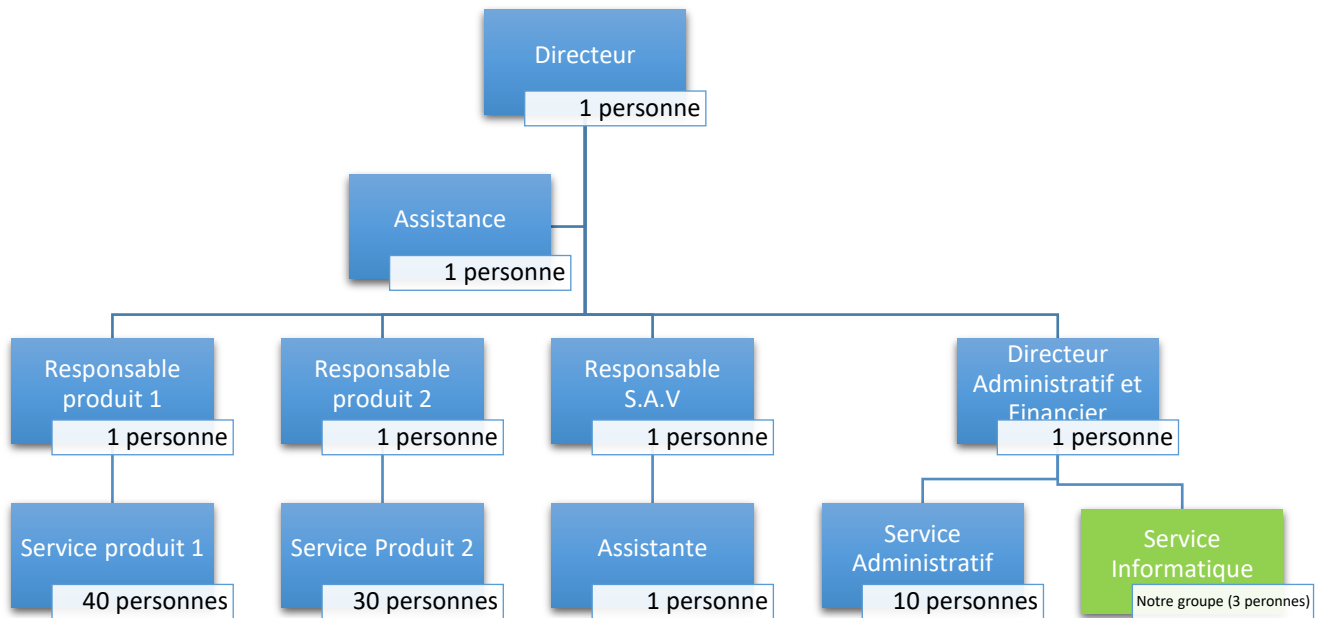 Directeur
1 personne
Assistance
1 personne
Responsable
produit 1
1 personne
Responsable
produit 2
1 personne
Responsable
S.A.V
1 personne
Directeur
Administratif et
Financier
1 personne
Service produit 1
40 personnes
Service Produit 2
30 personnes
Assistante
1 personne
Service
Administratif
10 personnes
Service
Informatique
Notre groupe (3 peronnes)